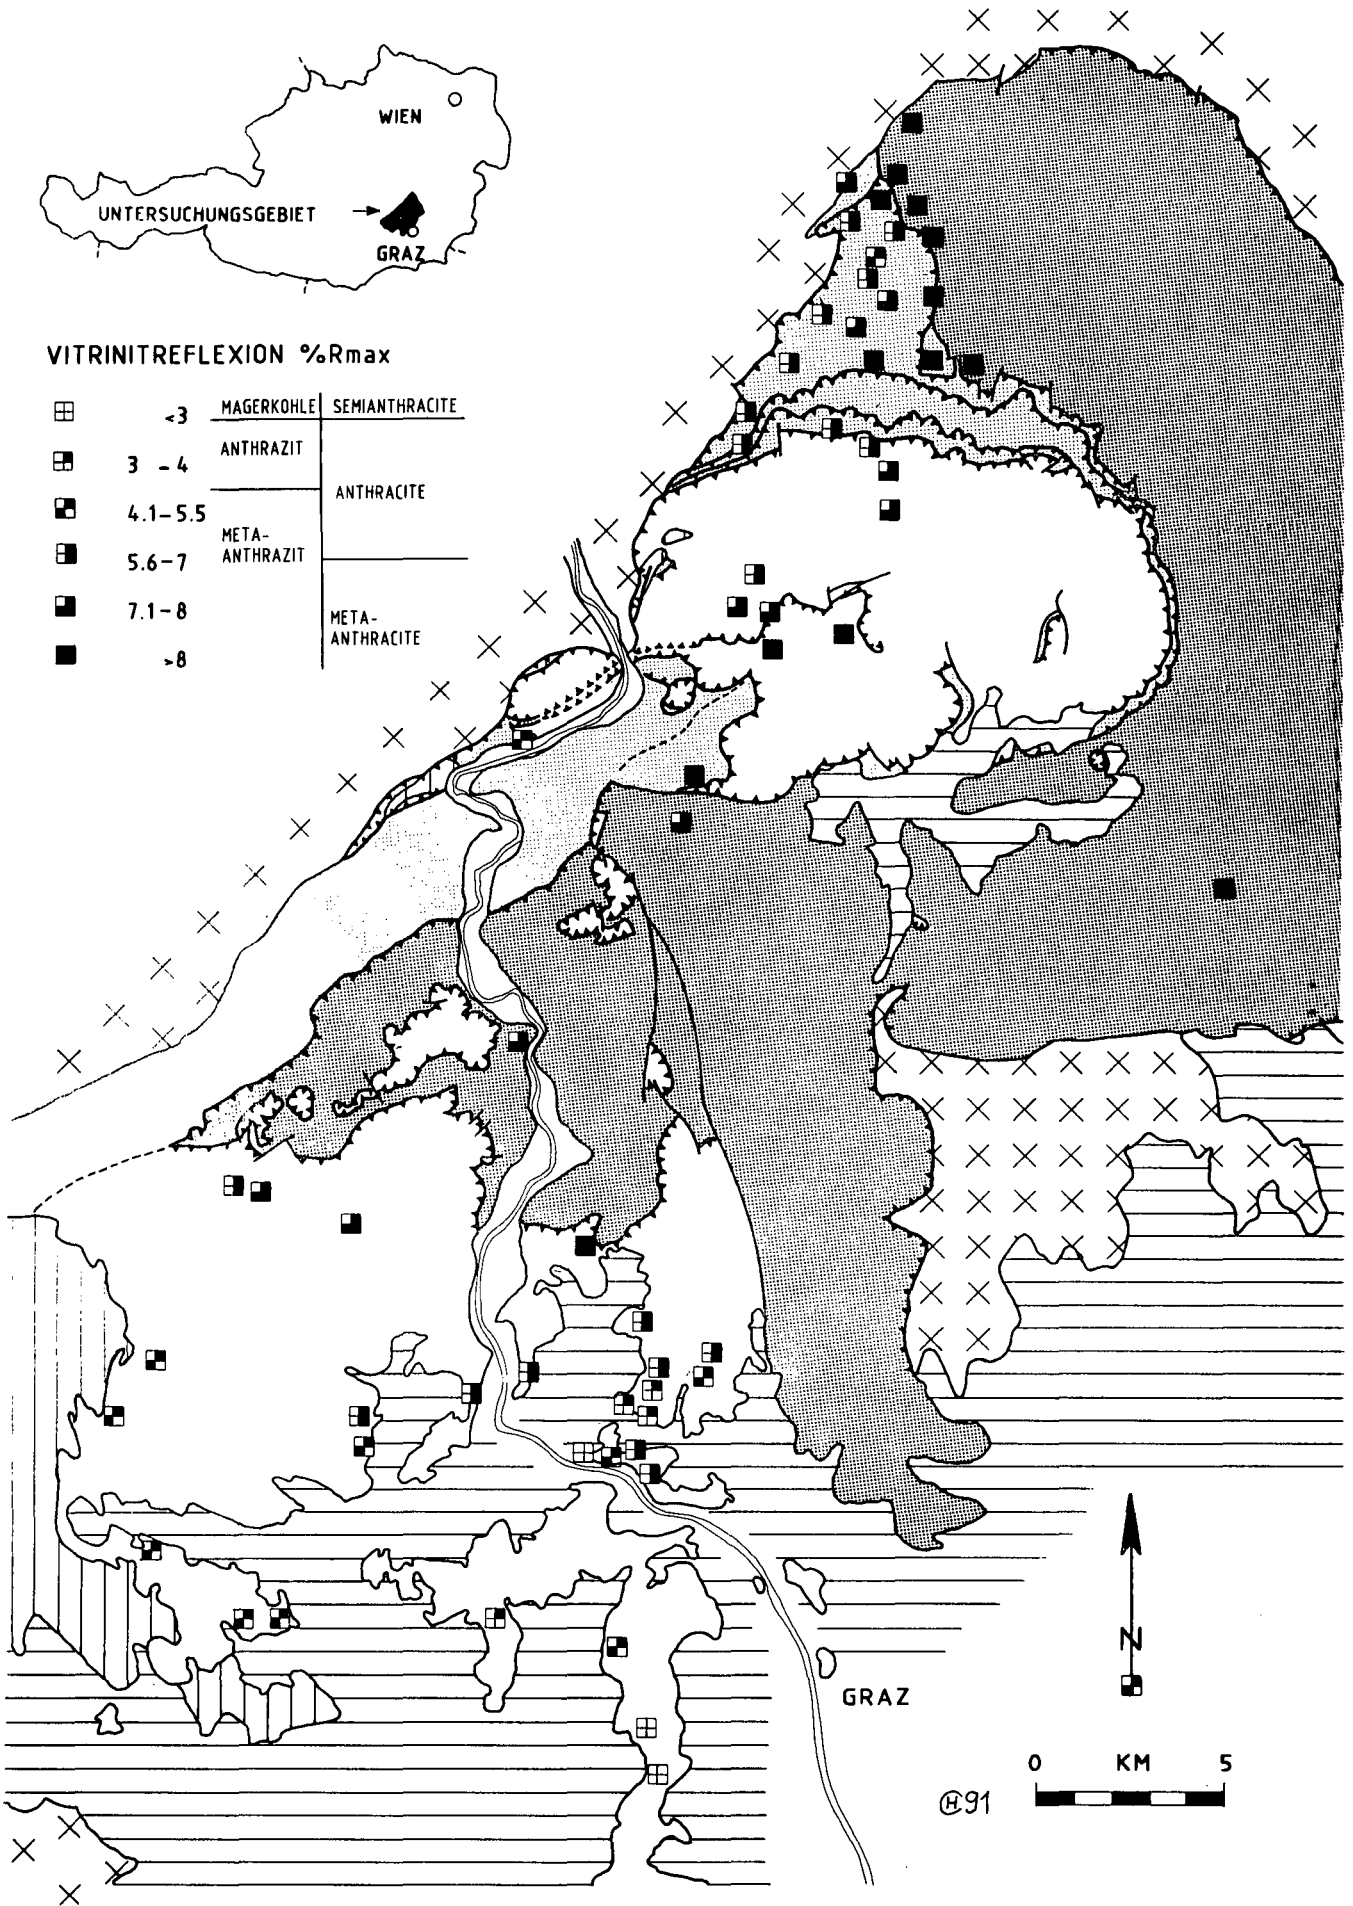 WIEN
UNTERSUCHUNGSGEBIET
GRAZ
VITRINITREFLEXION %Rmax
<3 MAGERKOHLE SEMIANTHRACITE
3 - 4 ANTHRAZIT
ANTHRACITE
4.1-5.5
META-
5.6-7 ANTHRAZIT
7.1-8
META-
ANTHRACITE
>8
N
GRAZ
0 KM 5
H 91